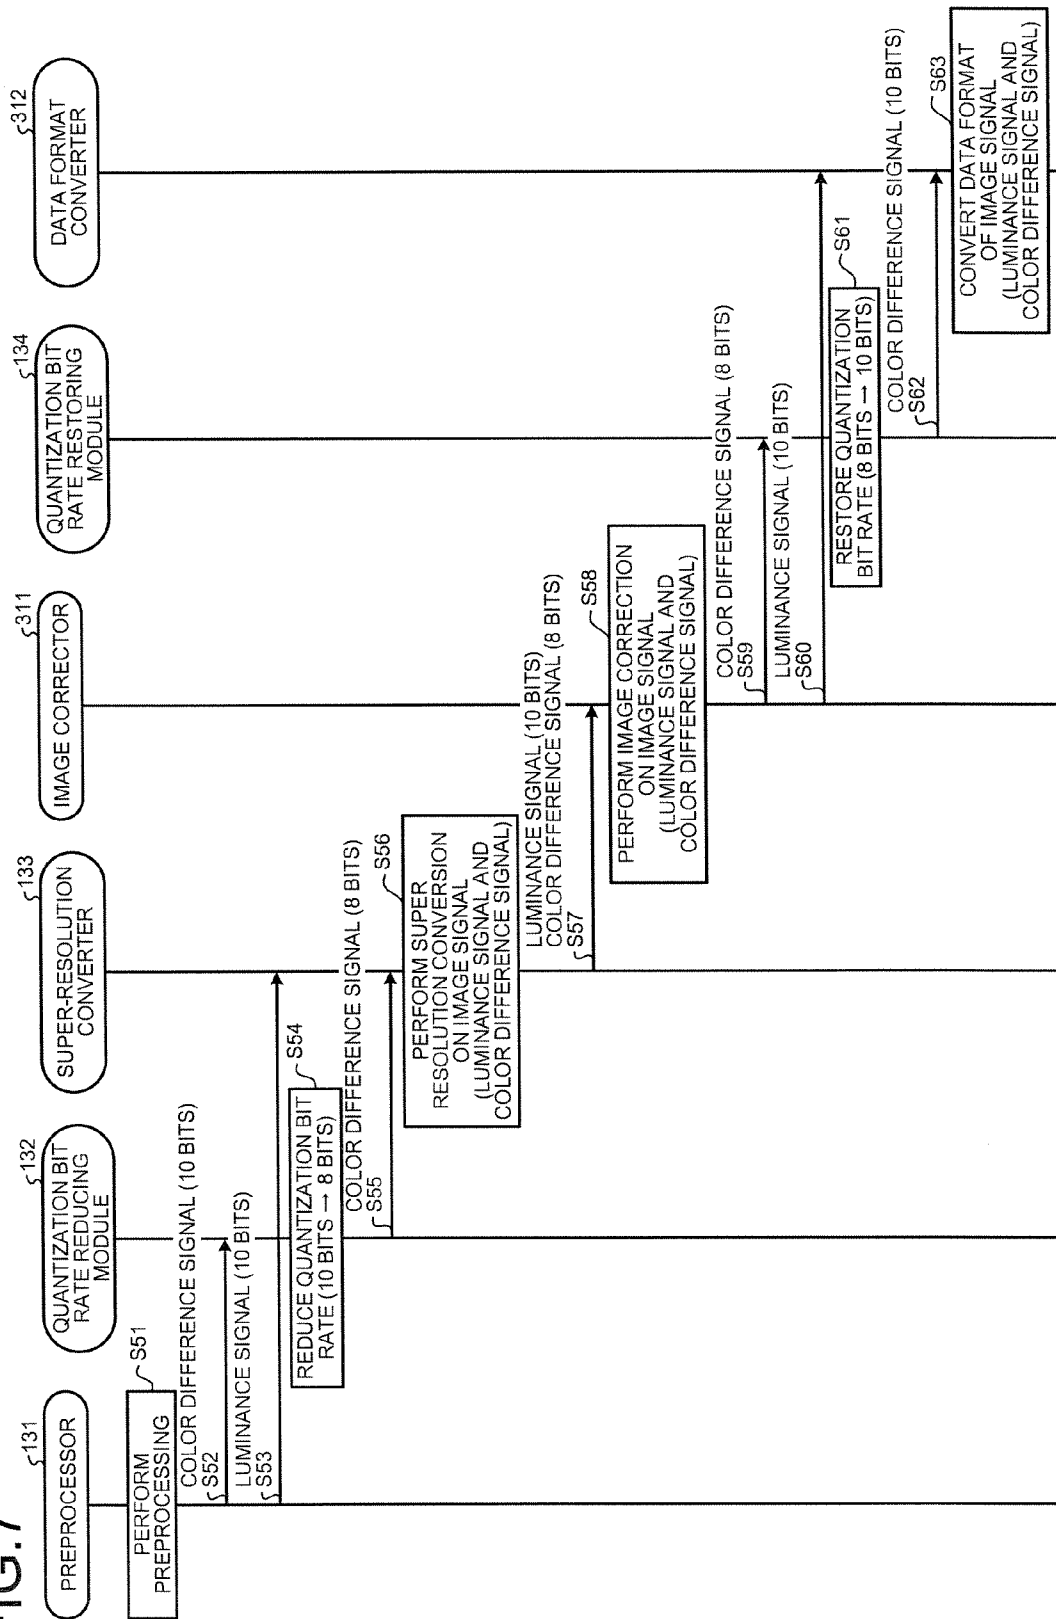 FIG.7
131
PREPROCESSOR
132
QUANTIZATION BIT
RATE REDUCING
MODULE
133
SUPER-RESOLUTION
CONVERTER
311
IMAGE CORRECTOR
134
QUANTIZATION BIT
RATE RESTORING
MODULE
312
DATA FORMAT
CONVERTER
S51
PERFORM
PREPROCESSING
COLOR DIFFERENCE SIGNAL (10 BITS)
S52
LUMINANCE SIGNAL (10 BITS)
S53
S54
REDUCE QUANTIZATION BIT
RATE (10 BITS → 8 BITS)
COLOR DIFFERENCE SIGNAL (8 BITS)
S55
S56
PERFORM SUPER
RESOLUTION CONVERSION
ON IMAGE SIGNAL
(LUMINANCE SIGNAL AND
COLOR DIFFERENCE SIGNAL)
LUMINANCE SIGNAL (10 BITS)
COLOR DIFFERENCE SIGNAL (8 BITS)
S57
S58
PERFORM IMAGE CORRECTION
ON IMAGE SIGNAL
(LUMINANCE SIGNAL AND
COLOR DIFFERENCE SIGNAL)
COLOR DIFFERENCE SIGNAL (8 BITS)
S59
LUMINANCE SIGNAL (10 BITS)
S60
S61
RESTORE QUANTIZATION
BIT RATE (8 BITS → 10 BITS)
COLOR DIFFERENCE SIGNAL (10 BITS)
S62
S63
CONVERT DATA FORMAT
OF IMAGE SIGNAL
(LUMINANCE SIGNAL AND
COLOR DIFFERENCE SIGNAL)